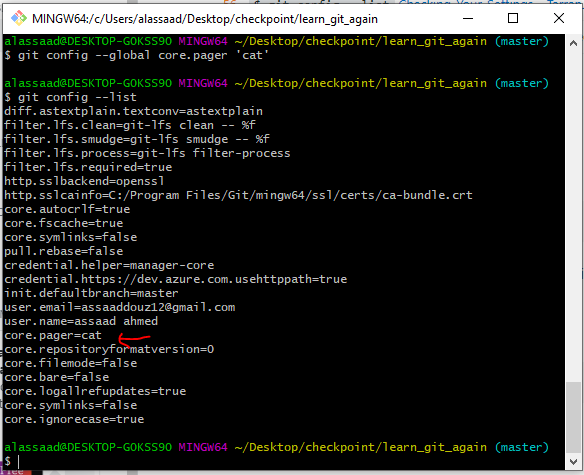 MINGW64:/c/Users/alassaad/Desktop/checkpoint/learn_git_again
alassaad@DESKTOP-GOKSS90 MINGW64 ~/Desktop/checkpoint/learn_git_again (master)
$ git config --global core.pager 'cat'
alassaad@DESKTOP-GOKSS90 MINGW64 ~/Desktop/checkpoint/learn_git_again (master)
$ git config --list
diff.astextplain.textconv=astextplain
filter.lfs.clean=git-lfs clean -- %f
filter.lfs.smudge=git-lfs smudge -- %f
filter.lfs.process=git-lfs filter-process
filter.lfs.required=true
http.sslbackend=openssl
http.sslcainfo=C:/Program Files/Git/mingw64/ssl/certs/ca-bundle.crt
core.autocrlf=true
core.fscache=true
core.symlinks=false
pull.rebase=false
credential.helper=manager-core
credential.https://dev.azure.com.usehttppath=true
init.defaultbranch=master
user.email=assaaddouz12@gmail.com
user.name=assaad ahmed
core.pager=cat
core.repositoryformatversion=0
core.filemode=false
core.bare=false
core.logallrefupdates=true
core.symlinks=false
core.ignorecase=true
alassaad@DESKTOP-GOKSS90 MINGW64 ~/Desktop/checkpoint/learn_git_again (master)
$